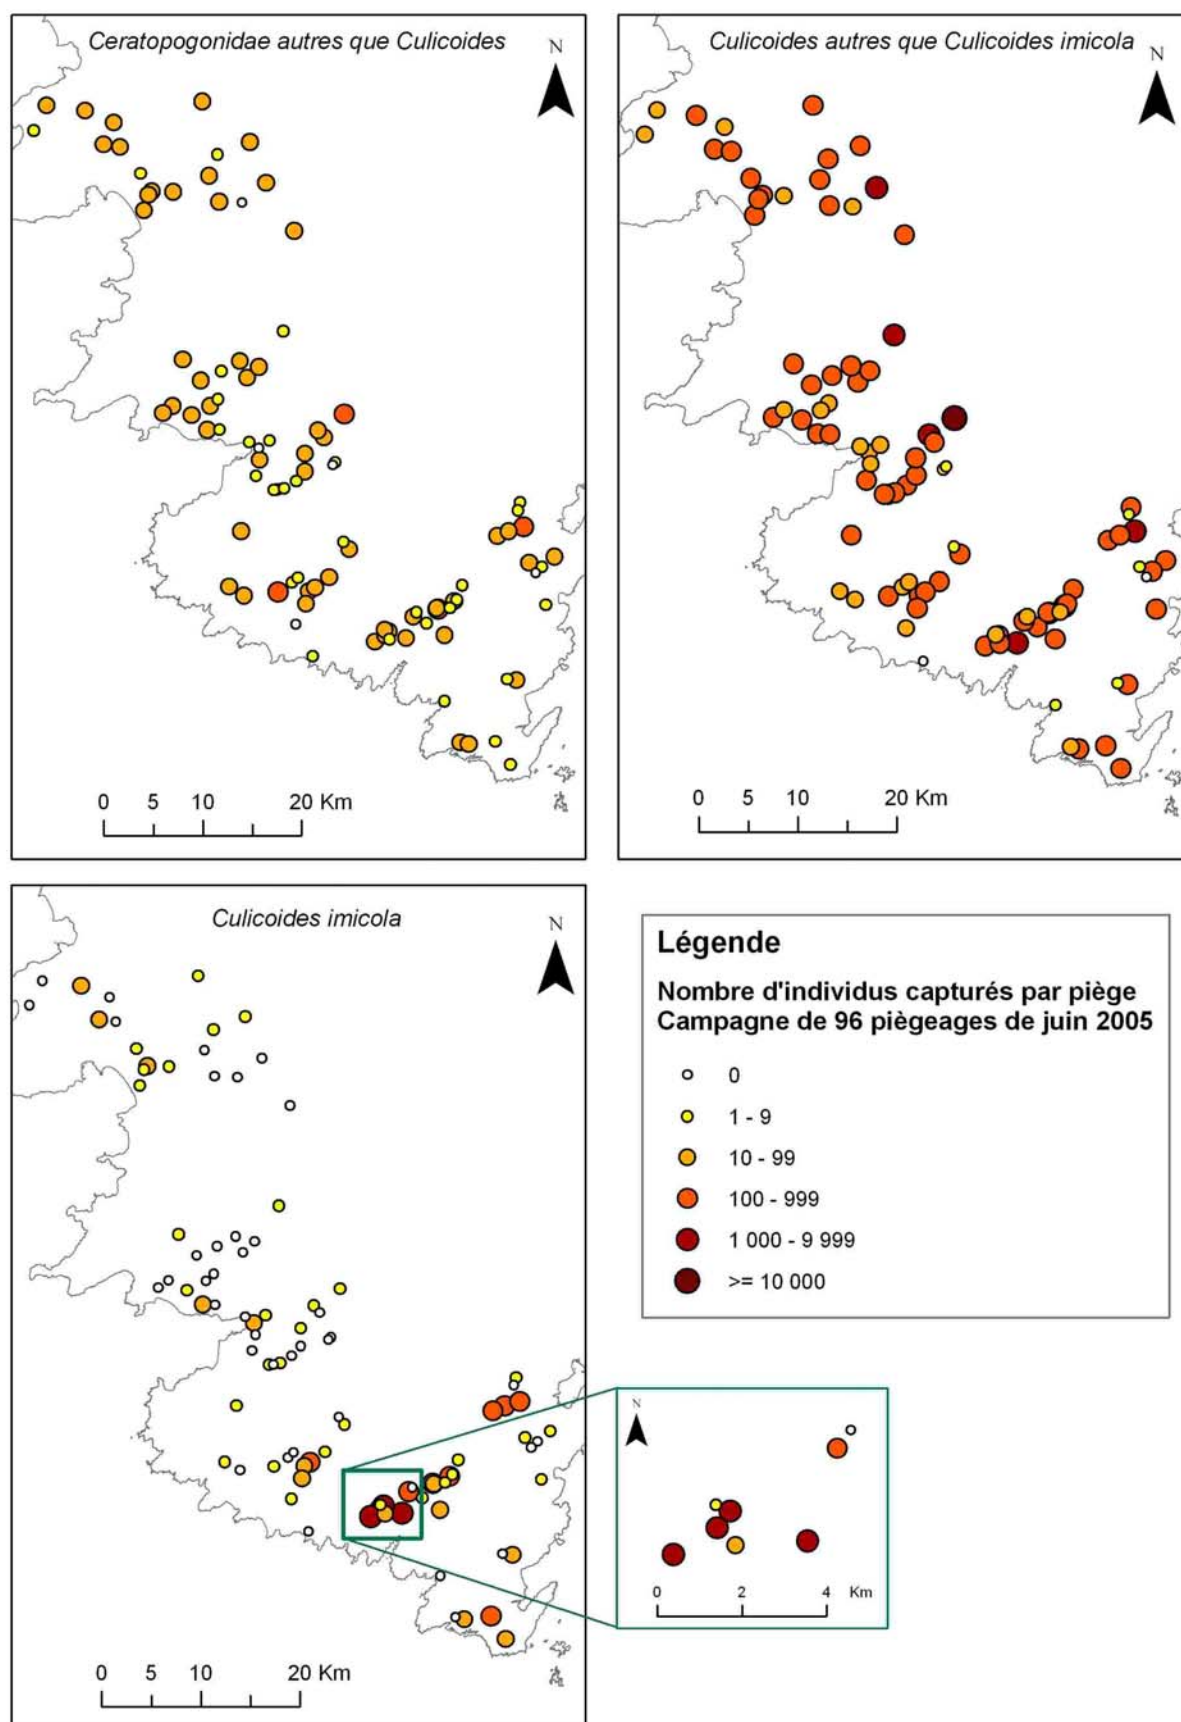 Ceratopogonidae autres que Culicoides
N
0 5 10 20 Km
Culicoides autres que Culicoides imicola
N
0 5 10 20 Km
Culicoides imicola
N
0 5 10 20 Km
Légende
Nombre d'individus capturés par piège
Campagne de 96 piègeages de juin 2005
0
1 - 9
10 - 99
100 - 999
1 000 - 9 999
>= 10 000
N
0 2 4 Km